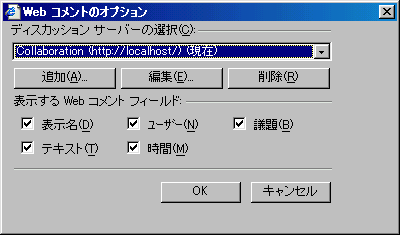 Web コメントのオプション
ディスカッション サーバーの選択(C):
Collaboration (http://localhost/) (現在)
追加(A)... 編集(E)... 削除(R)
表示する Web コメント フィールド:
表示名(D) ユーザー(N) 議題(B)
テキスト(T) 時間(M)
OK キャンセル